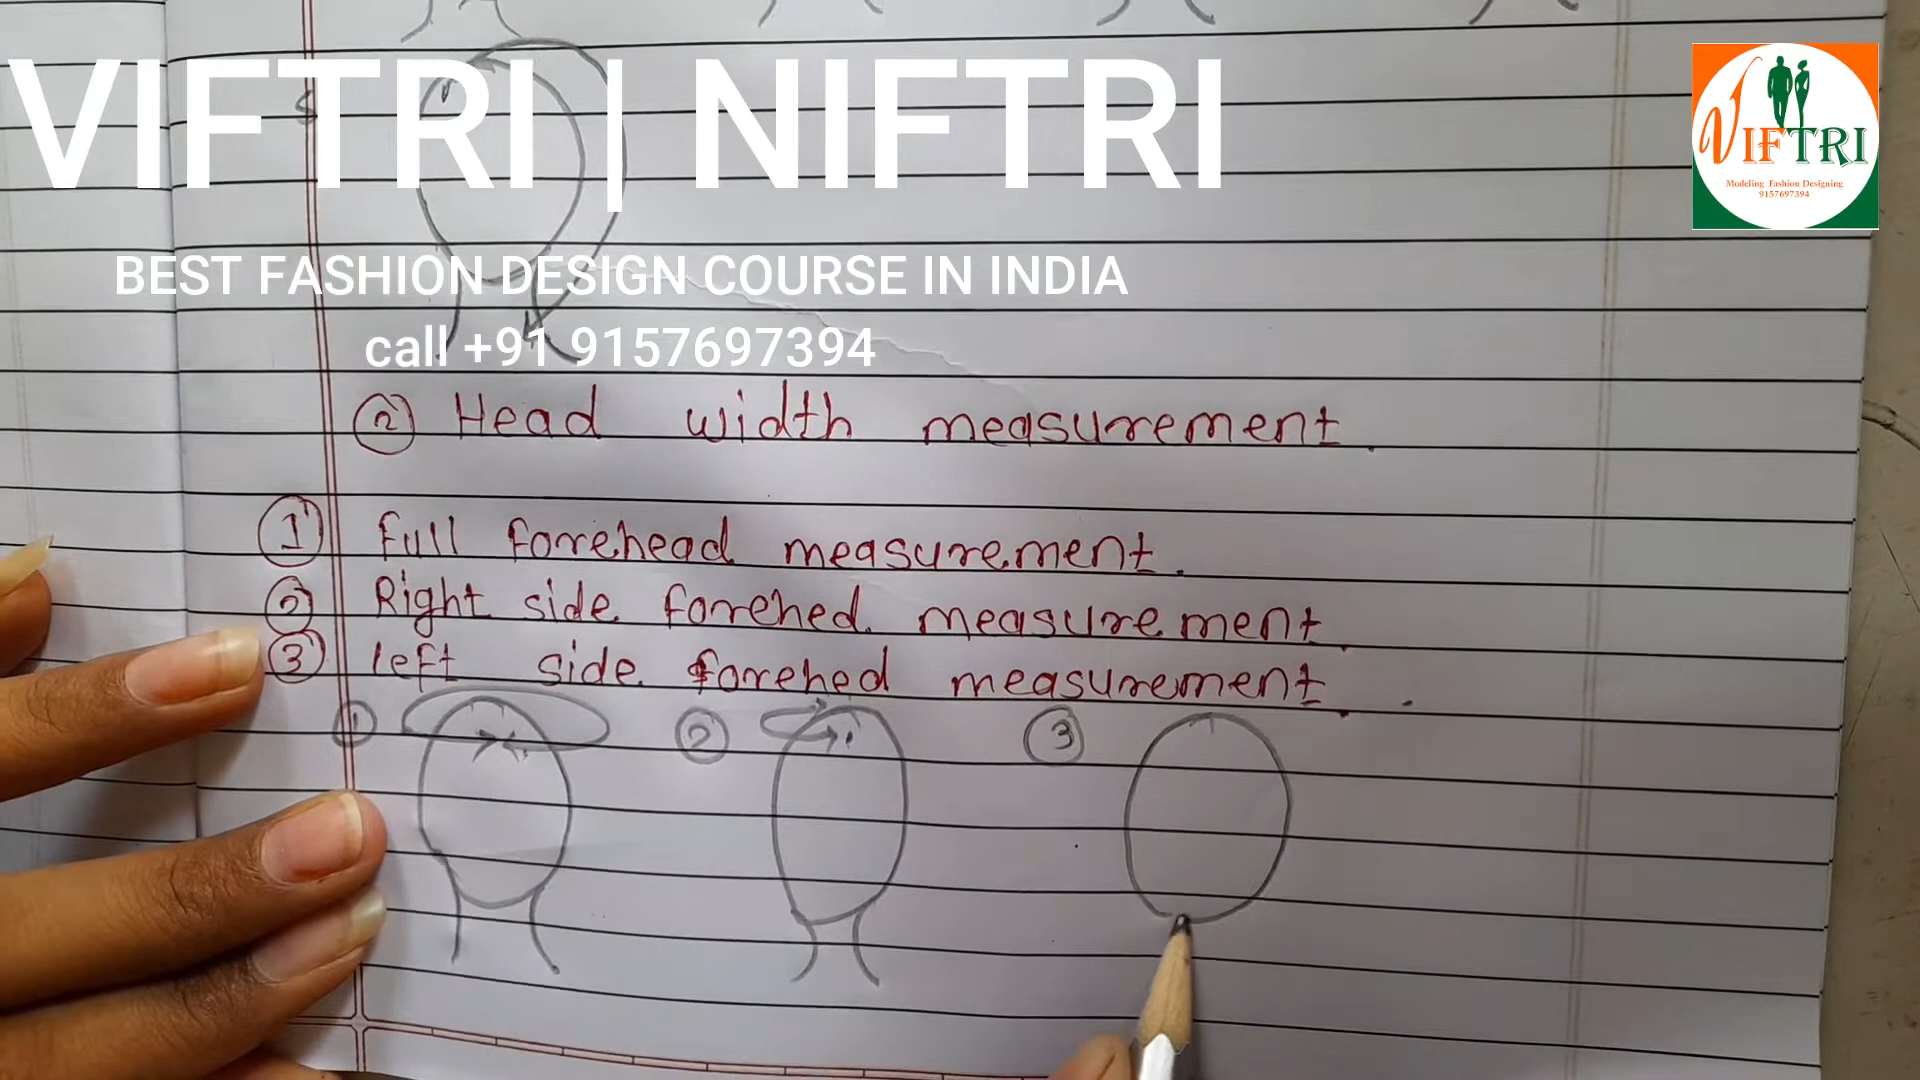 VIFTRI | NIFTRI
VIFTRI
Modeling Fashion Designing
9157697394
BEST FASHION DESIGN COURSE IN INDIA
call +91 9157697394
2 Head width measurement.
1 Full forehead measurement.
2 Right side forehed measurement.
3 left side forehed measurement.
1 2 3